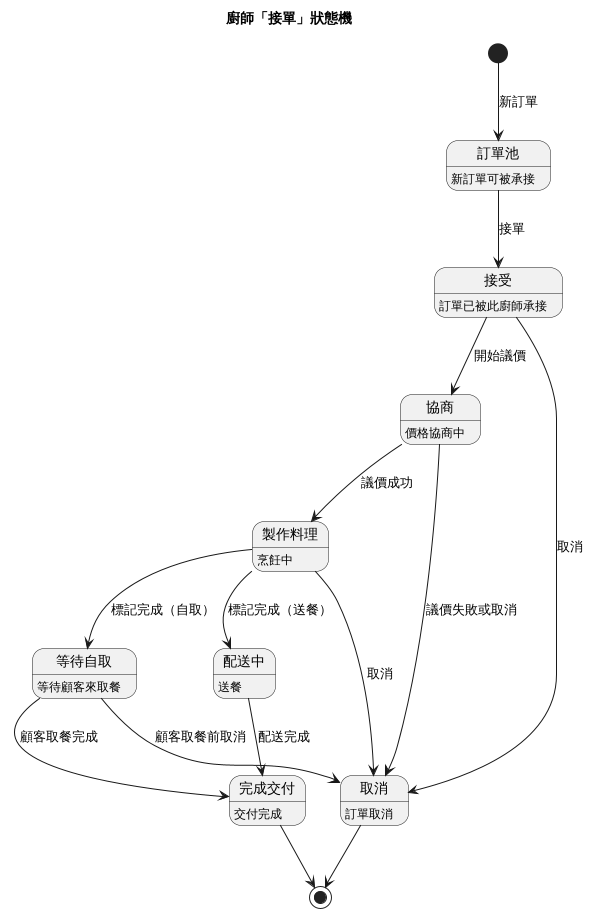 廚師「接單」狀態機
新訂單
訂單池
新訂單可被承接
接單
接受
訂單已被此廚師承接
開始議價
協商
價格協商中
議價成功
製作料理
烹飪中
取消
標記完成（自取）
標記完成（送餐）
議價失敗或取消
等待自取
等待顧客來取餐
配送中
送餐
取消
顧客取餐完成
顧客取餐前取消
配送完成
完成交付
交付完成
取消
訂單取消